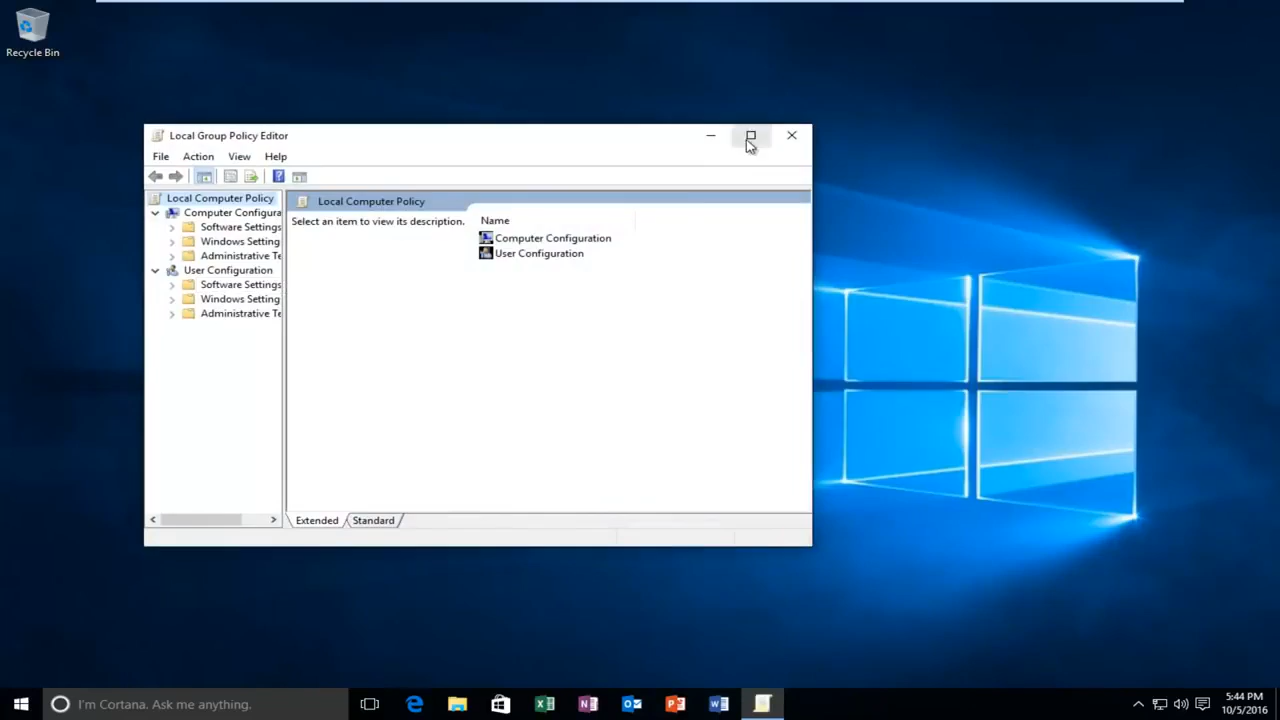 Recycle Bin
Local Group Policy Editor
File Action View Help
Local Computer Policy
Computer Configura
Software Settings
Windows Setting
Administrative Te
User Configuration
Software Settings
Windows Setting
Administrative Te
Local Computer Policy
Select an item to view its description.
Name
Computer Configuration
User Configuration
Extended Standard
I'm Cortana. Ask me anything.
5:44 PM
10/5/2016